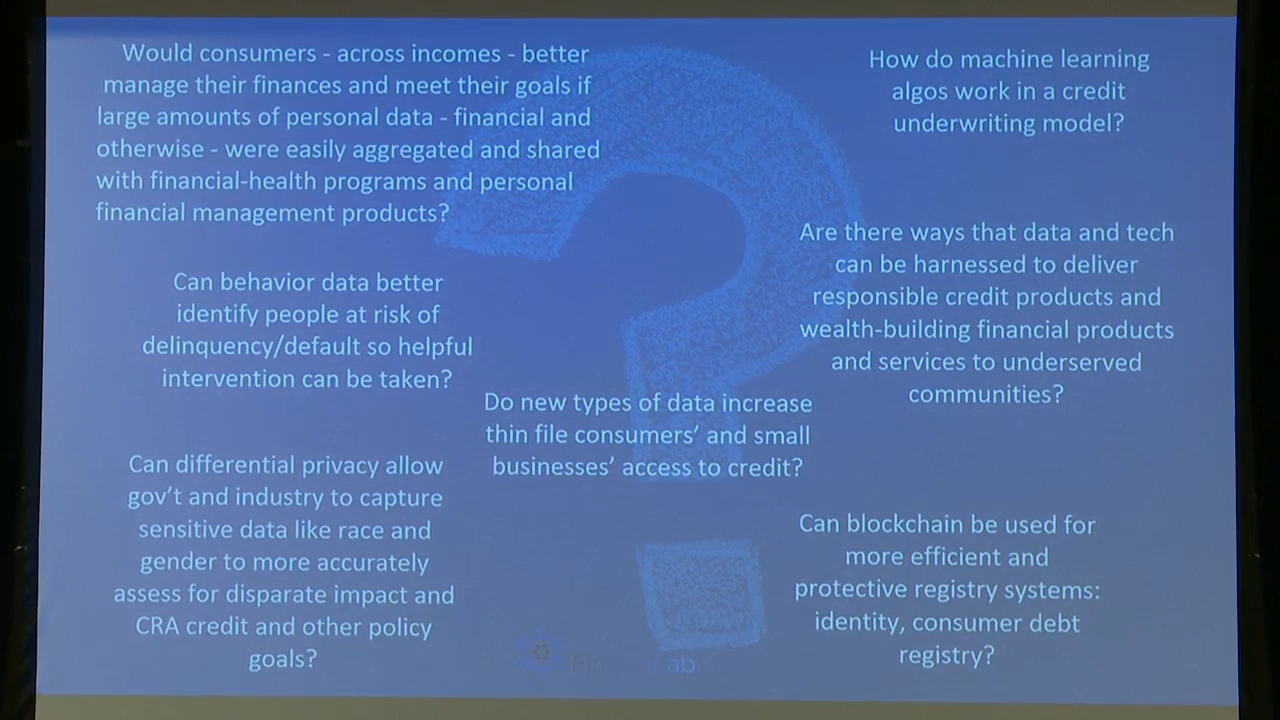 Would consumers - across incomes - better
manage their finances and meet their goals if
large amounts of personal data - financial and
otherwise - were easily aggregated and shared
with financial-health programs and personal
financial management products?
How do machine learning
algos work in a credit
underwriting model?
Can behavior data better
identify people at risk of
delinquency/default so helpful
intervention can be taken?
Are there ways that data and tech
can be harnessed to deliver
responsible credit products and
wealth-building financial products
and services to underserved
communities?
Do new types of data increase
thin file consumers' and small
businesses' access to credit?
Can differential privacy allow
gov't and industry to capture
sensitive data like race and
gender to more accurately
assess for disparate impact and
CRA credit and other policy
goals?
Can blockchain be used for
more efficient and
protective registry systems:
identity, consumer debt
registry?